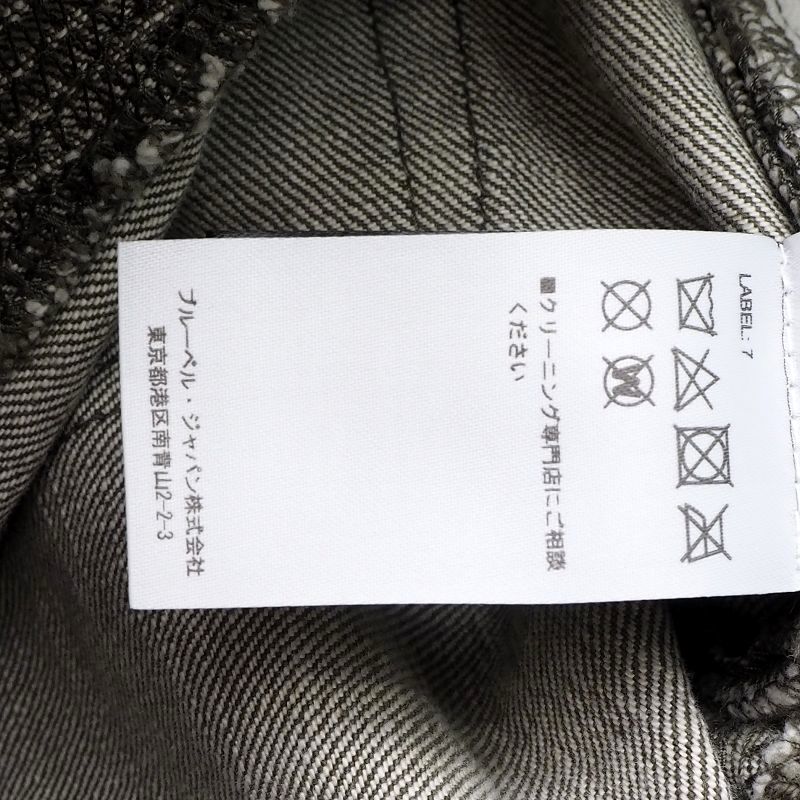 LABEL: 7
W
■クリーニング専門店にご相談
ください
ブルーベル・ジャパン株式会社
東京都港区南青山2-2-3